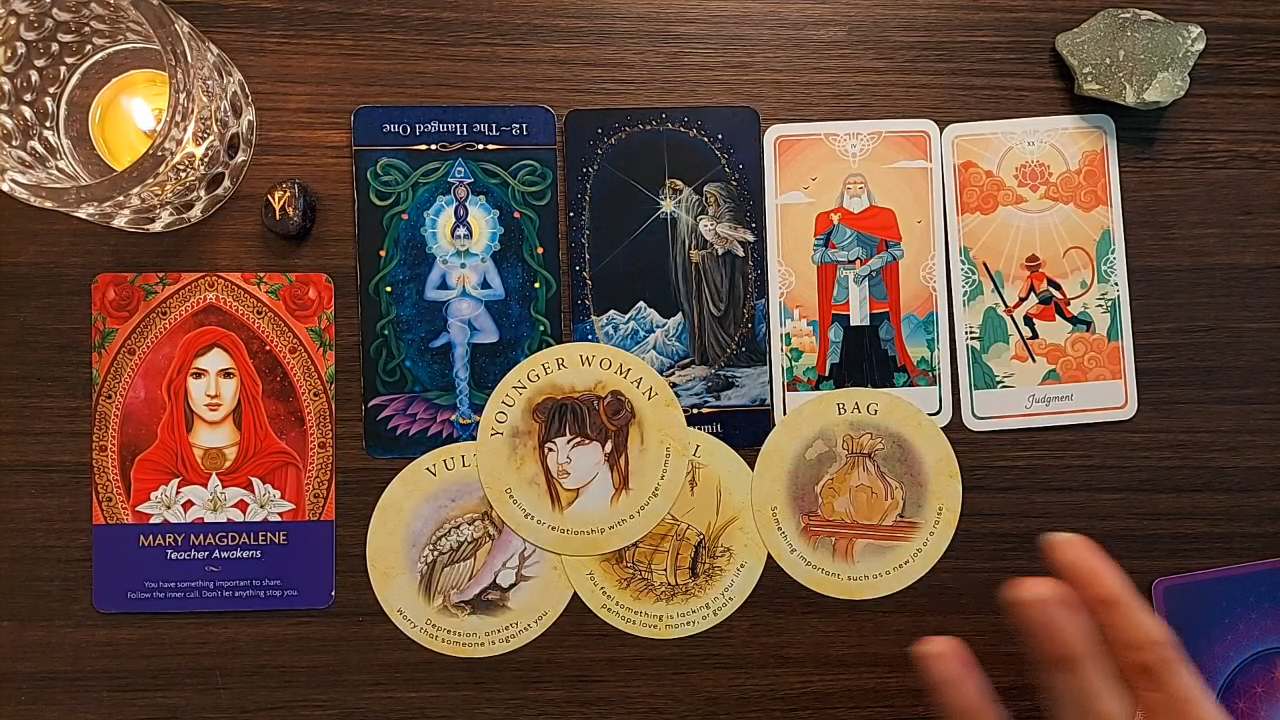 12~The Hanged One
IV
XX
Judgment
MARY MAGDALENE
Teacher Awakens
You have something important to share.
Follow the inner call. Don't let anything stop you.
YOUNGER WOMAN
Dealings or relationship with a younger woman.
Depression, anxiety.
Worry that someone is against you.
You feel something is lacking in your life;
perhaps love, money, or goals.
BAG
Something important, such as a new job or a raise.